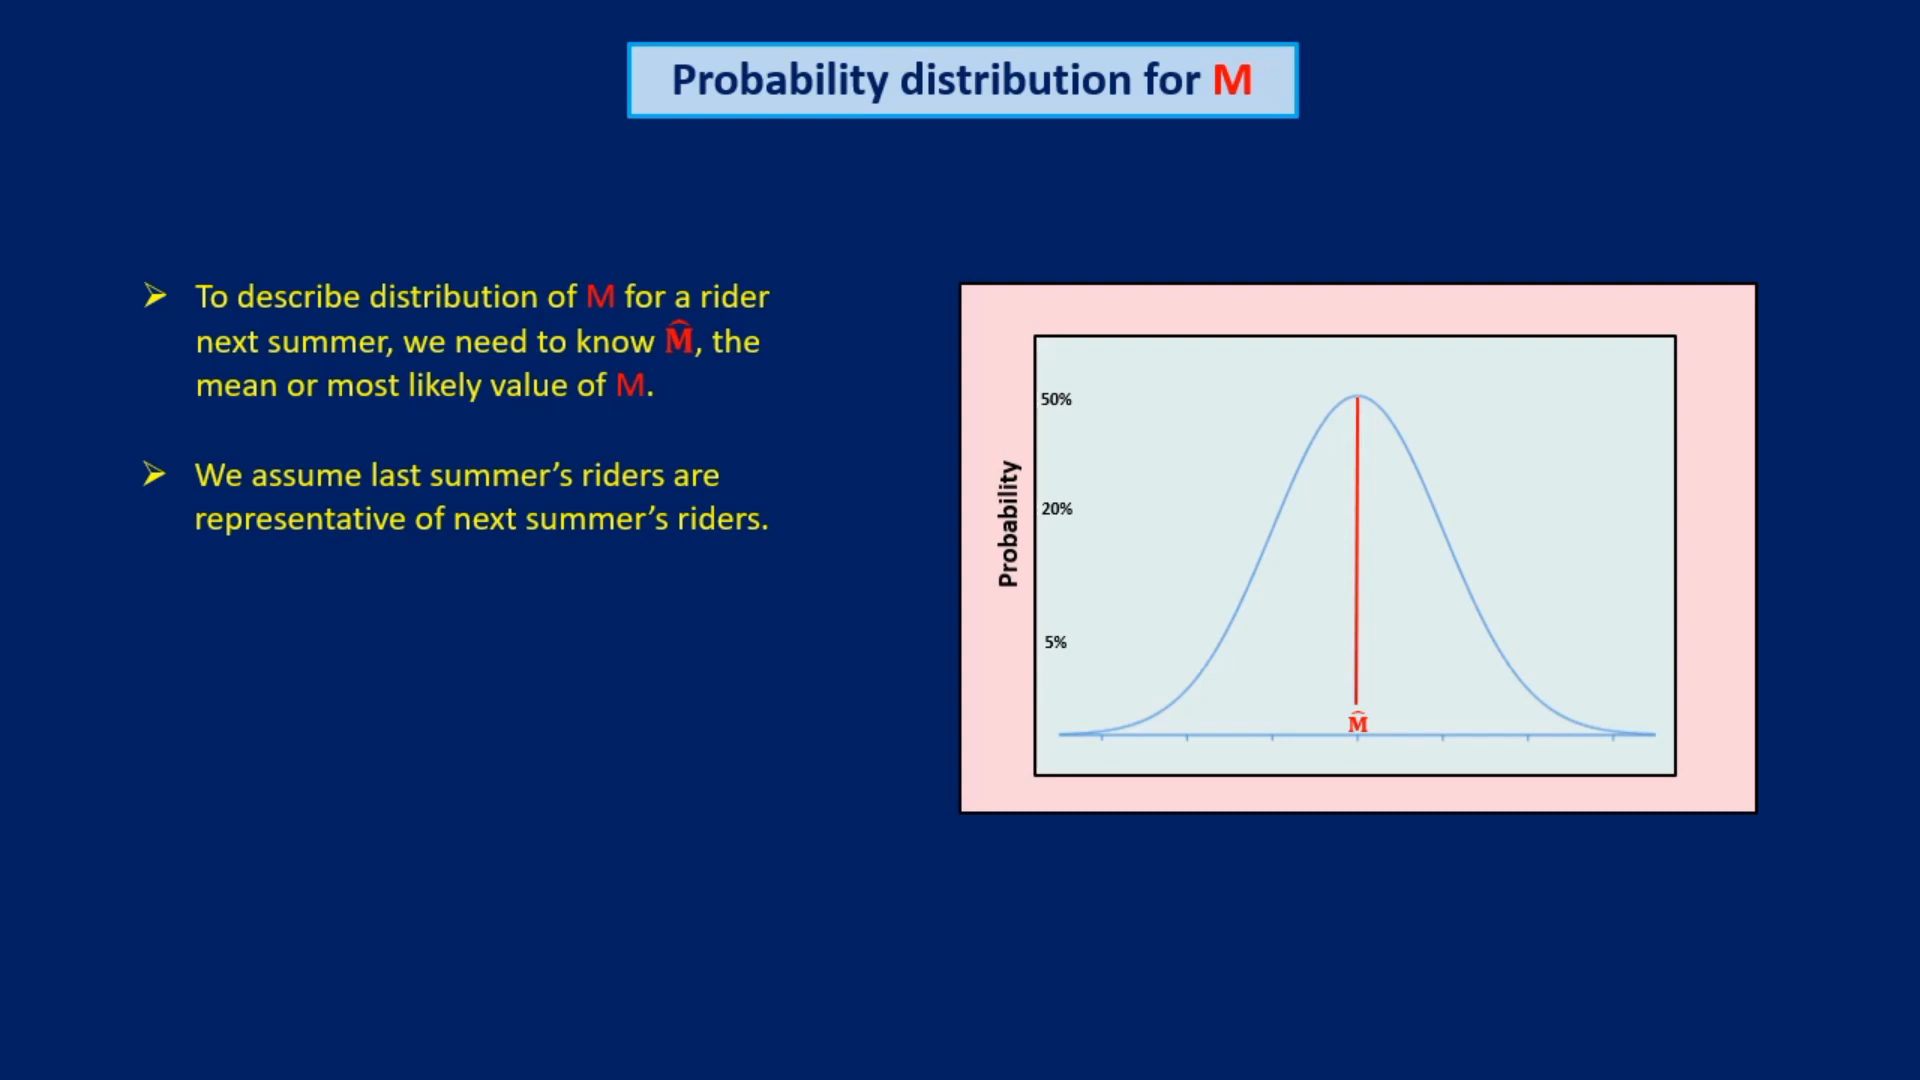 Probability distribution for M
➢ To describe distribution of M for a rider
next summer, we need to know M̂, the
mean or most likely value of M.
➢ We assume last summer’s riders are
representative of next summer’s riders.
Probability
50%
20%
5%
M̂